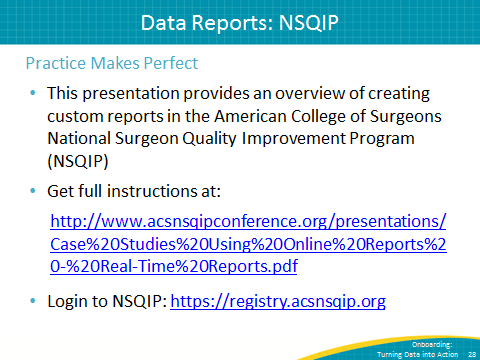 Data Reports: NSQIP
Practice Makes Perfect
• This presentation provides an overview of creating
custom reports in the American College of Surgeons
National Surgeon Quality Improvement Program
(NSQIP)
• Get full instructions at:
http://www.acsnsqipconference.org/presentations/
Case%20Studies%20Using%20Online%20Reports%2
0-%20Real-Time%20Reports.pdf
• Login to NSQIP: https://registry.acsnsqip.org
Onboarding:
Turning Data into Action 28